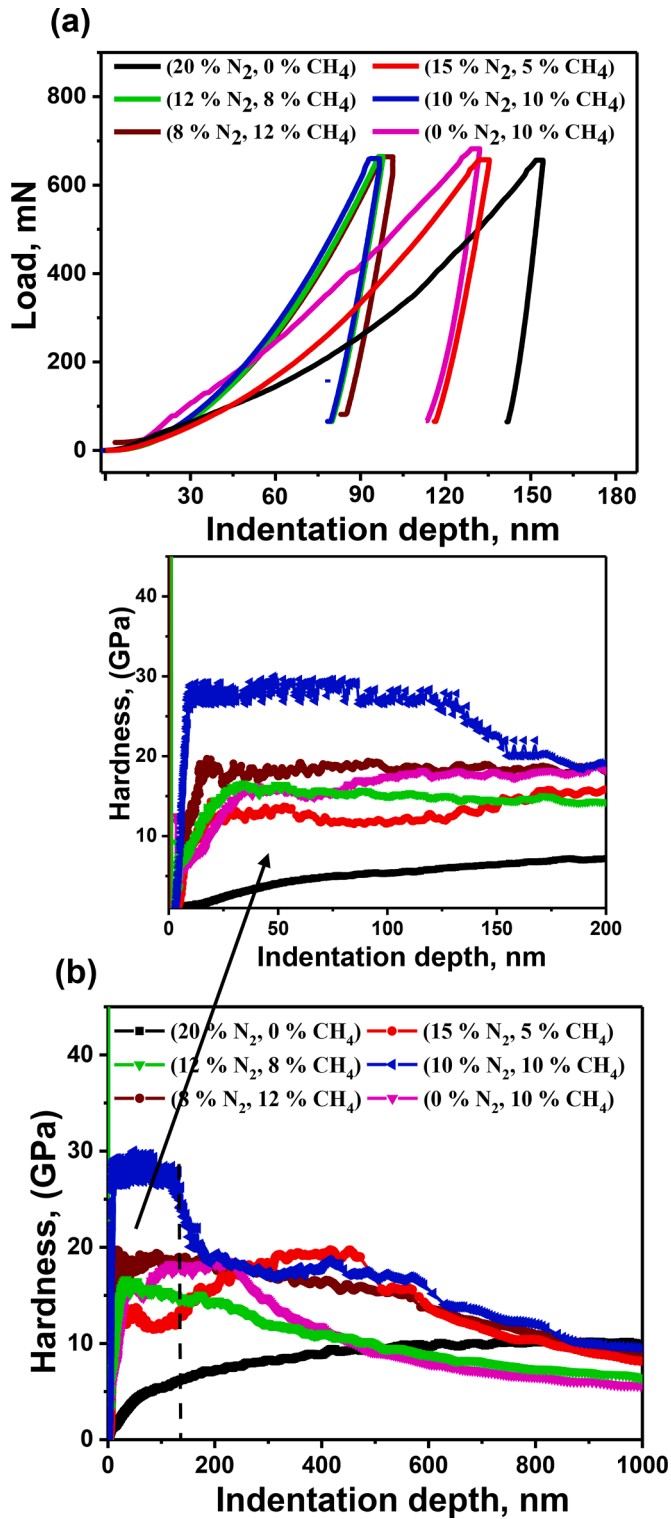 (a)
(20 % N₂, 0 % CH₄) (15 % N₂, 5 % CH₄)
(12 % N₂, 8 % CH₄) (10 % N₂, 10 % CH₄)
(8 % N₂, 12 % CH₄) (0 % N₂, 10 % CH₄)
800
600
400
200
0
Load, mN
30 60 90 120 150 180
Indentation depth, nm
40
30
20
10
Hardness, (GPa)
0 50 100 150 200
Indentation depth, nm
(b)
(20 % N₂, 0 % CH₄) (15 % N₂, 5 % CH₄)
(12 % N₂, 8 % CH₄) (10 % N₂, 10 % CH₄)
(8 % N₂, 12 % CH₄) (0 % N₂, 10 % CH₄)
40
30
20
10
0
Hardness, (GPa)
0 200 400 600 800 1000
Indentation depth, nm